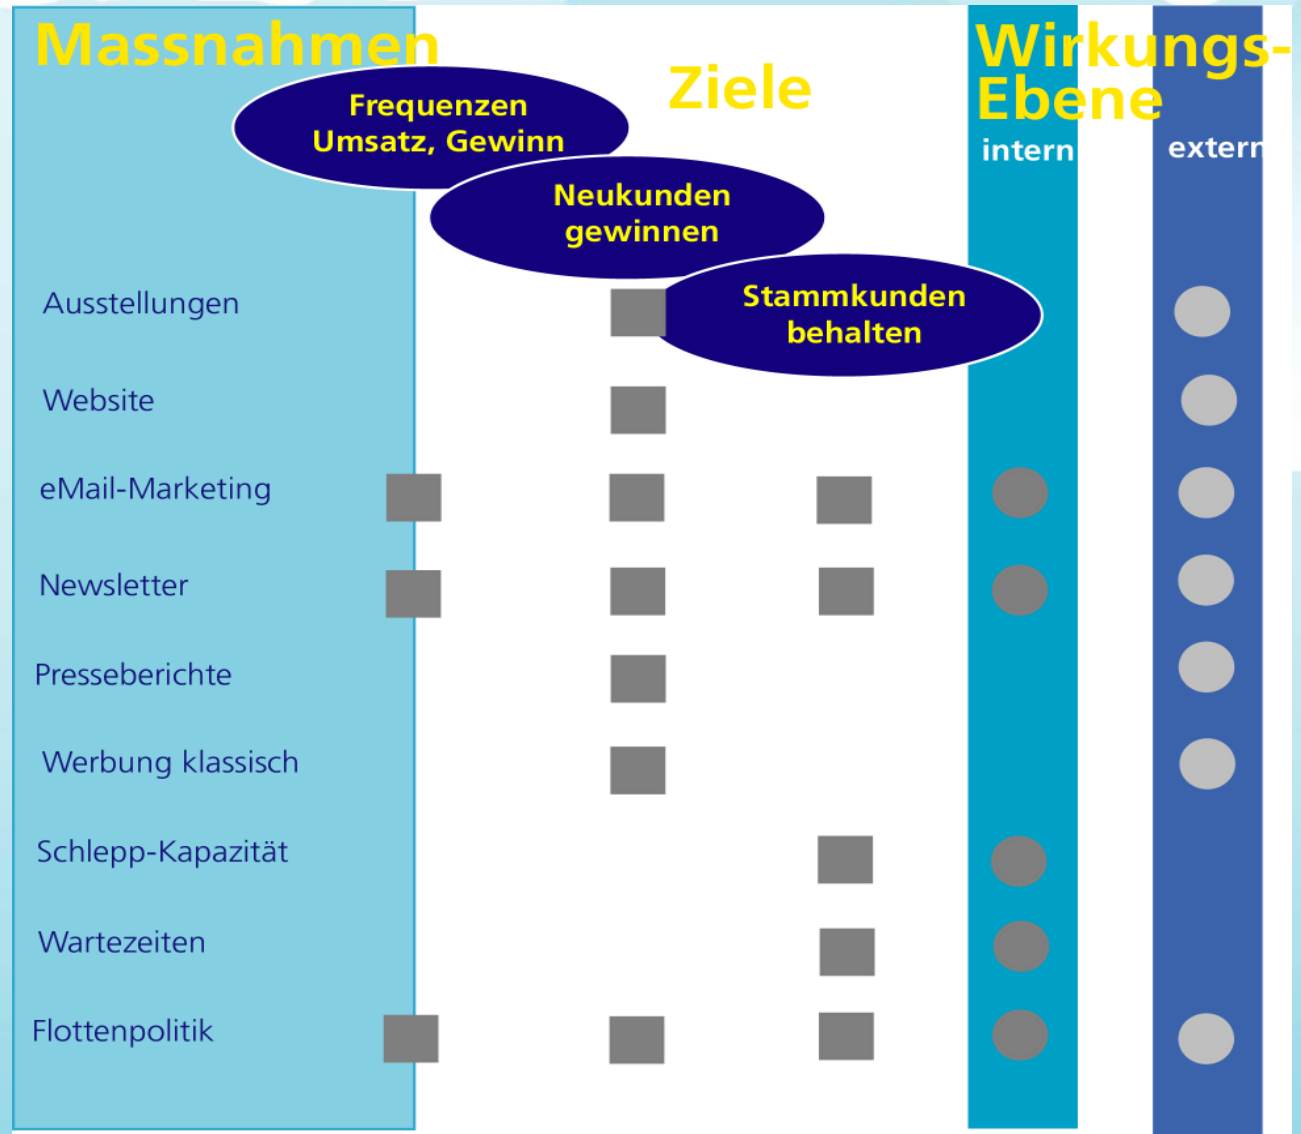 Massnahmen
Ziele
Wirkungs-
Ebene
intern
extern
Frequenzen
Umsatz, Gewinn
Neukunden
gewinnen
Stammkunden
behalten
Ausstellungen
Website
eMail-Marketing
Newsletter
Presseberichte
Werbung klassisch
Schlepp-Kapazität
Wartezeiten
Flottenpolitik